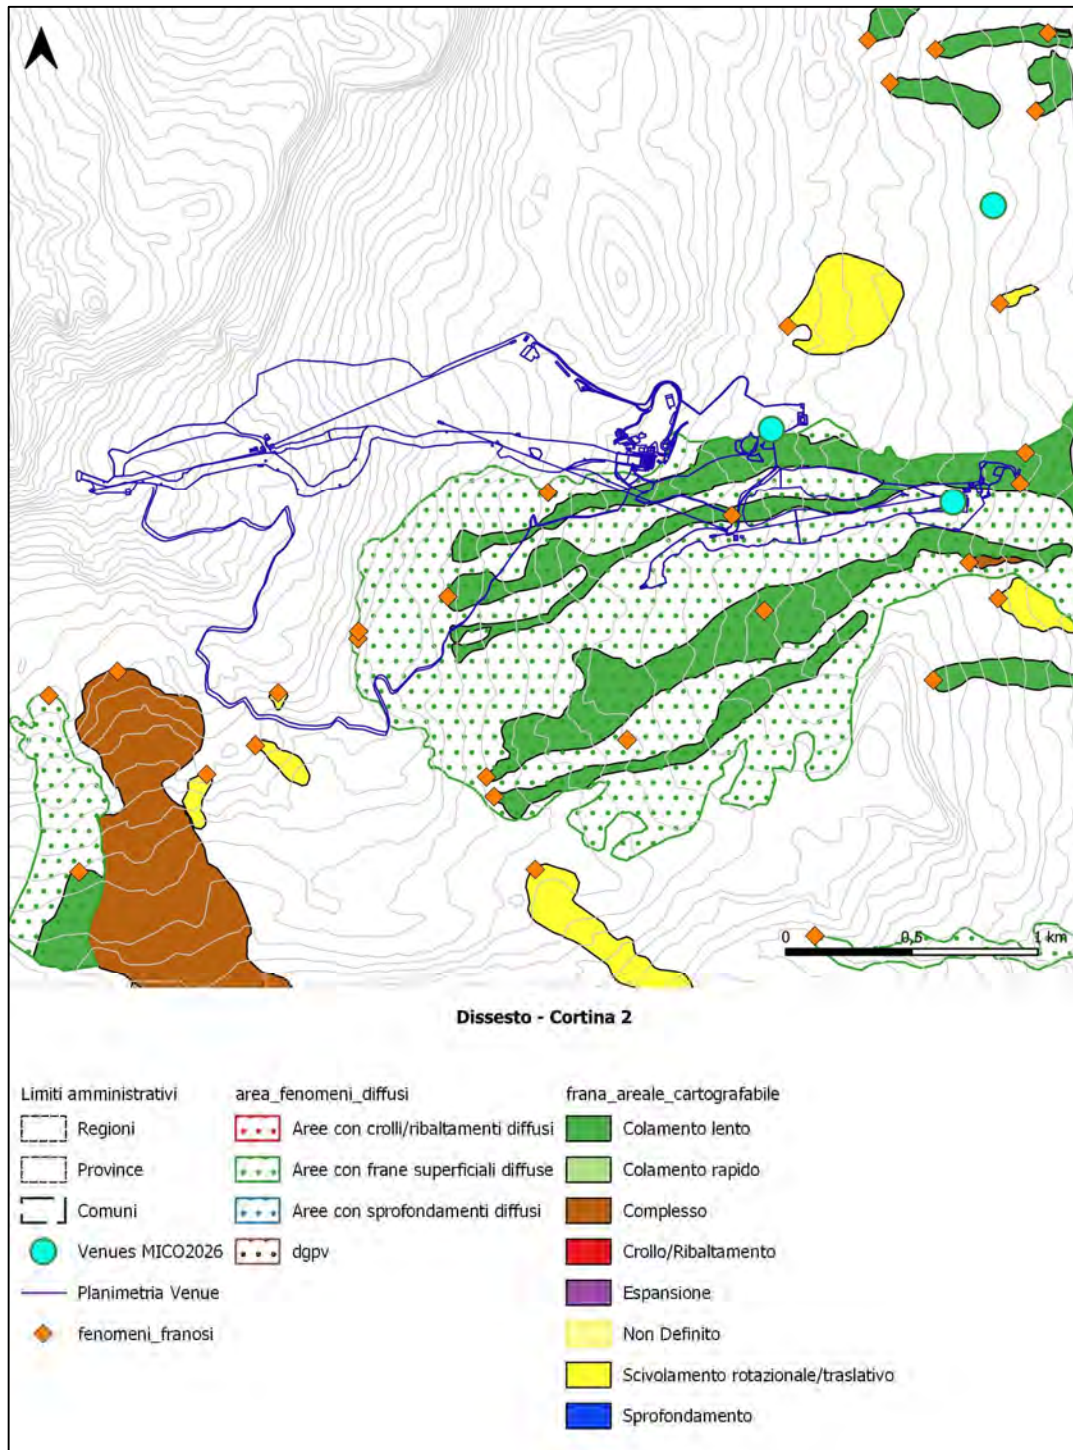 0 0,5 1 km
Dissesto - Cortina 2
Limiti amministrativi
Regioni
Province
Comuni
Venues MICO2026
Planimetria Venue
fenomeni_franosi
area_fenomeni_diffusi
Aree con crolli/ribaltamenti diffusi
Aree con frane superficiali diffuse
Aree con sprofondamenti diffusi
dgpv
frana_areale_cartografabile
Colamento lento
Colamento rapido
Complesso
Crollo/Ribaltamento
Espansione
Non Definito
Scivolamento rotazionale/traslativo
Sprofondamento